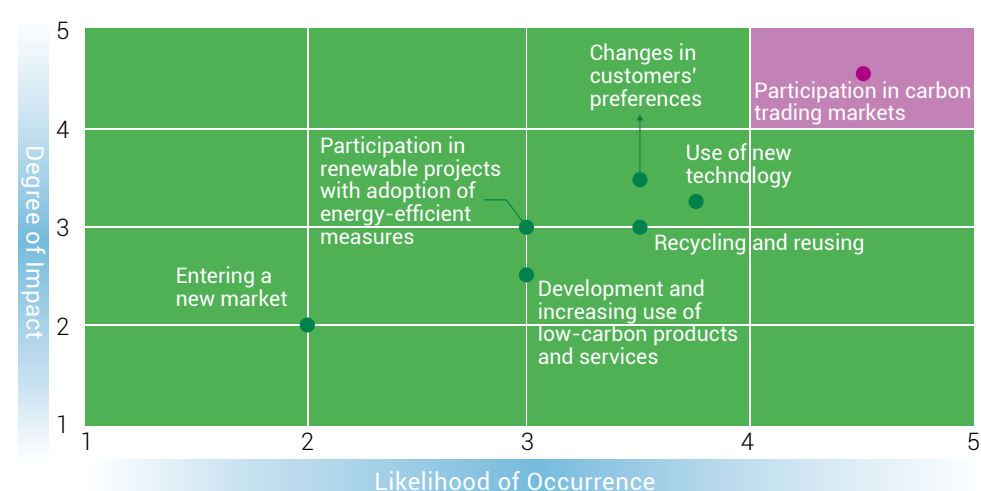 5
Changes in
customers'
preferences
Participation in carbon
trading markets
4
Participation in
renewable projects
with adoption of
energy-efficient
measures
Use of new
technology
3
Recycling and reusing
Entering a
new market
Development and
increasing use of
low-carbon products
and services
2
1
Degree of Impact
1
2
3
4
5
Likelihood of Occurrence